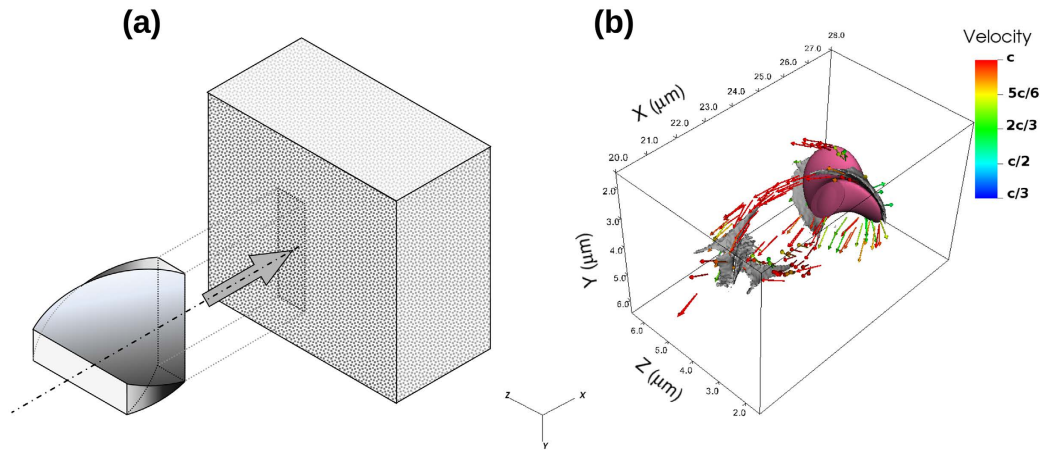 (a)
z
x
Y
(b)
X (μm)
20.0
21.0
22.0
23.0
24.0
25.0
26.0
27.0
28.0
Y (μm)
2.0
3.0
4.0
5.0
6.0
Z (μm)
6.0
5.0
4.0
3.0
2.0
Velocity
c
5c/6
2c/3
c/2
c/3